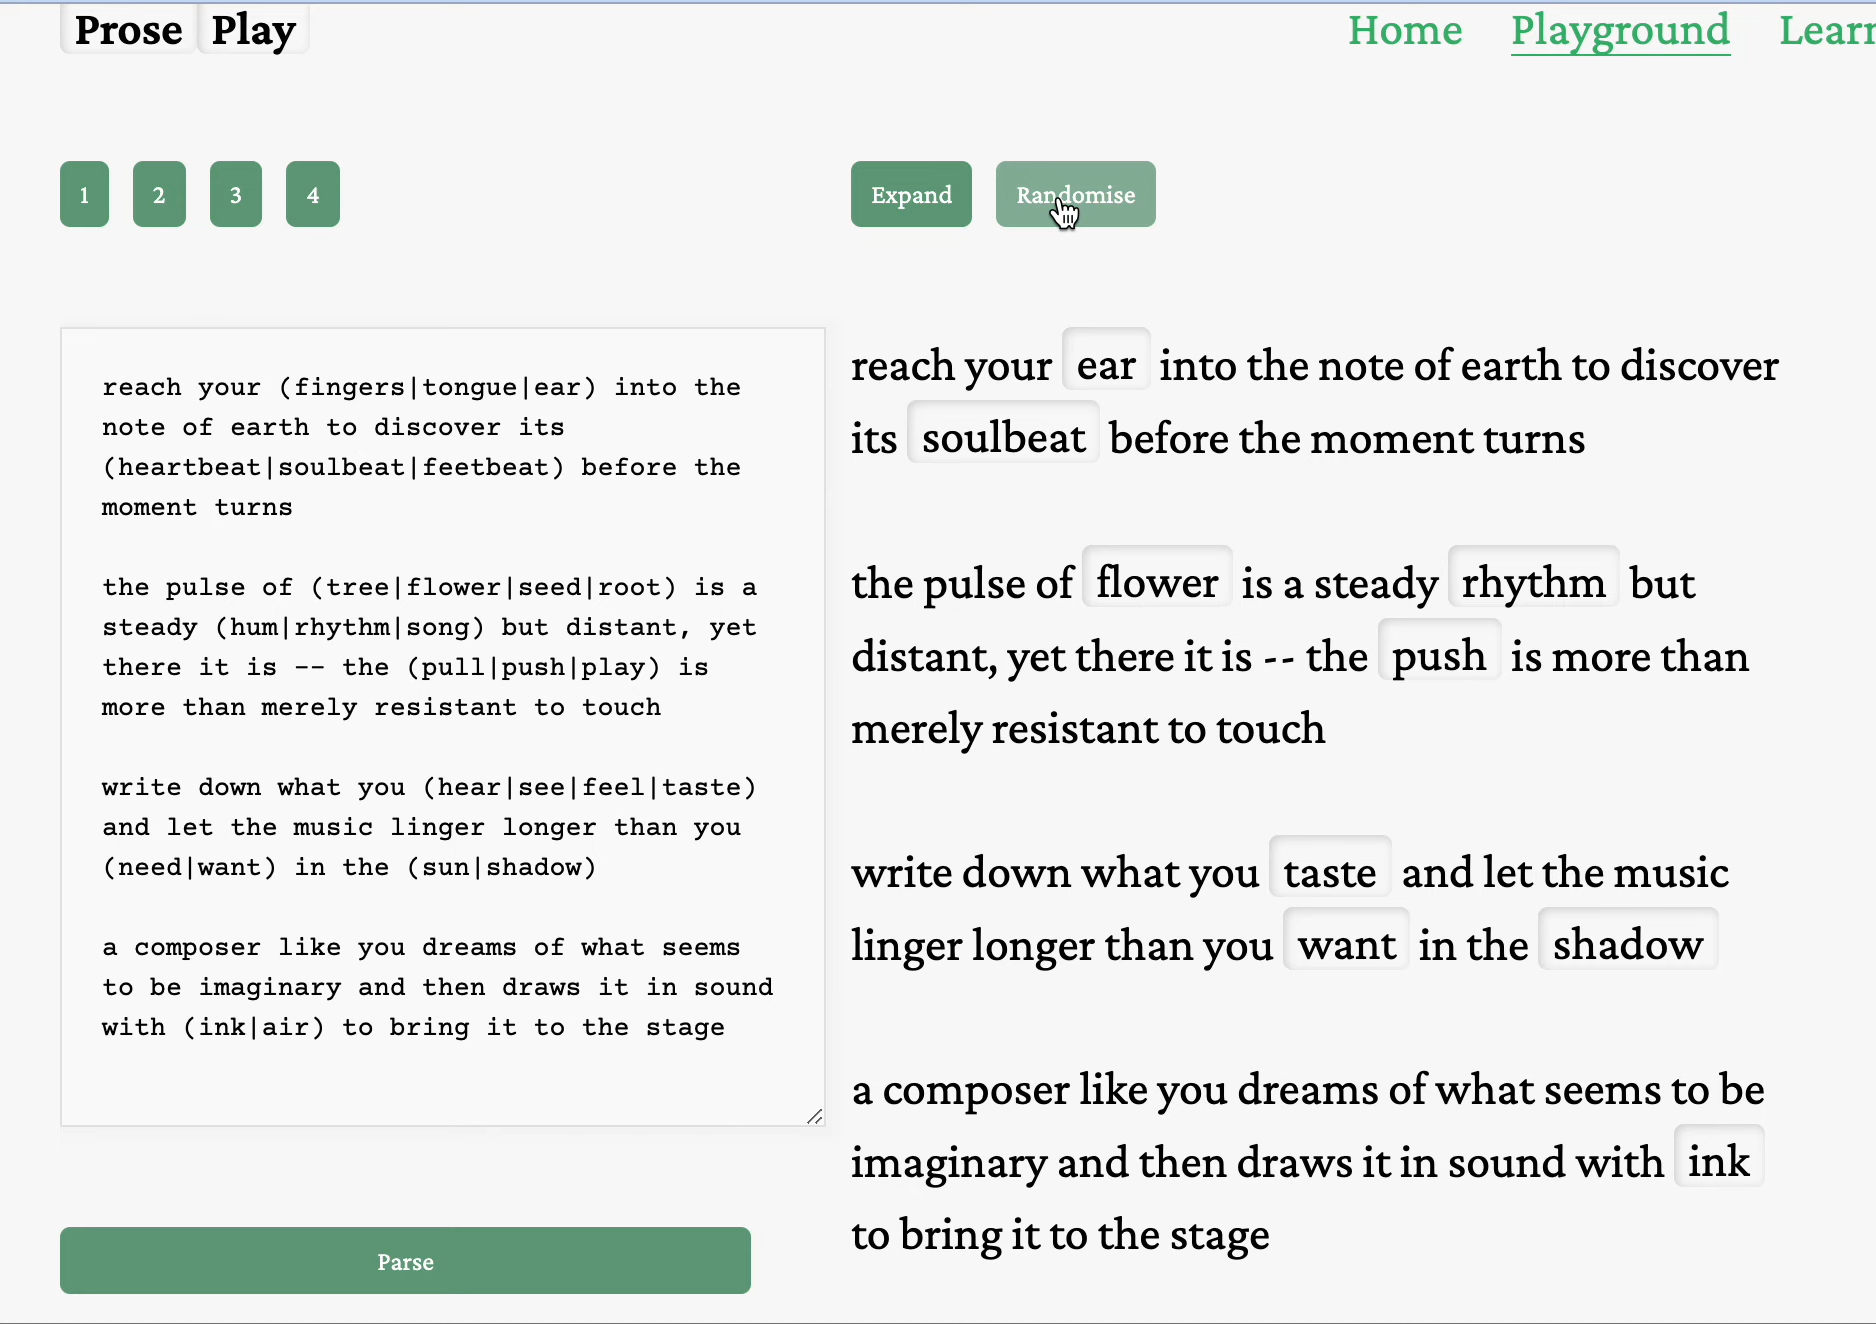 Prose Play
Home Playground Learn
1 2 3 4
Expand Randomise
reach your (fingers|tongue|ear) into the
note of earth to discover its
(heartbeat|soulbeat|feetbeat) before the
moment turns
the pulse of (tree|flower|seed|root) is a
steady (hum|rhythm|song) but distant, yet
there it is -- the (pull|push|play) is
more than merely resistant to touch
write down what you (hear|see|feel|taste)
and let the music linger longer than you
(need|want) in the (sun|shadow)
a composer like you dreams of what seems
to be imaginary and then draws it in sound
with (ink|air) to bring it to the stage
Parse
reach your ear into the note of earth to discover
its soulbeat before the moment turns
the pulse of flower is a steady rhythm but
distant, yet there it is -- the push is more than
merely resistant to touch
write down what you taste and let the music
linger longer than you want in the shadow
a composer like you dreams of what seems to be
imaginary and then draws it in sound with ink
to bring it to the stage